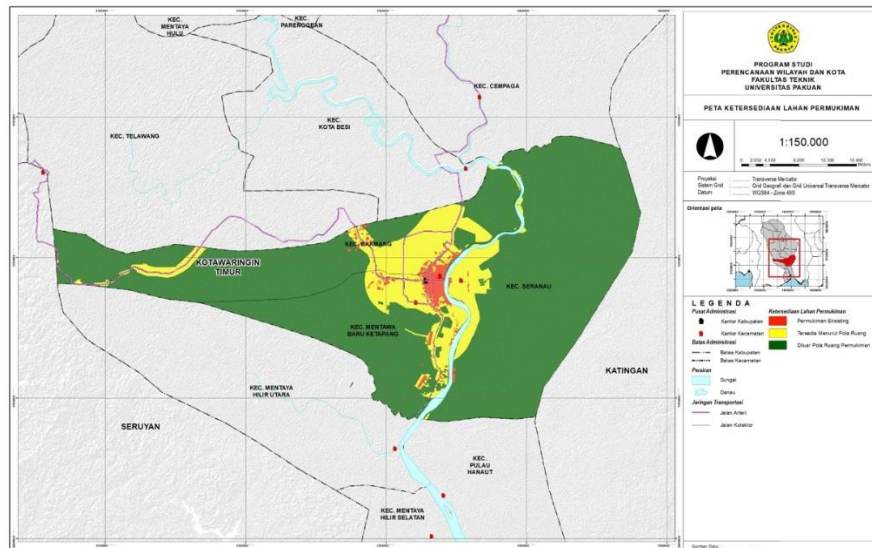 KEC.
MENTAYA
HULU
KEC.
PARENGGEAN
KEC. CEMPAGA
KEC.
KOTA BESI
KEC. TELAWANG
KEC. BAAMANG
KOTAWARINGIN
TIMUR
KEC. SERANAU
KEC. MENTAWA
BARU KETAPANG
KEC. MENTAYA
HILIR UTARA
KATINGAN
SERUYAN
KEC.
PULAU
HANAUT
KEC. MENTAYA
HILIR SELATAN
PROGRAM STUDI
PERENCANAAN WILAYAH DAN KOTA
FAKULTAS TEKNIK
UNIVERSITAS PAKUAN
PETA KETERSEDIAAN LAHAN PERMUKIMAN
1:150.000
Meters
Proyeksi : Transverse Mercator
Sistem Grid : Grid Geografi dan Grid Universal Transverse Mercator
Datum : WGS84 - Zona 49S
Orientasi peta
LEGENDA
Pusat Administrasi
Kantor Kabupaten
Kantor Kecamatan
Batas Administrasi
Batas Kabupaten
Batas Kecamatan
Perairan
Sungai
Danau
Jaringan Transportasi
Jalan Arteri
Jalan Kolektor
Ketersediaan Lahan Permukiman
Permukiman Eksisting
Tersedia Menurut Pola Ruang
Diluar Pola Ruang Permukiman
Sumber Data :